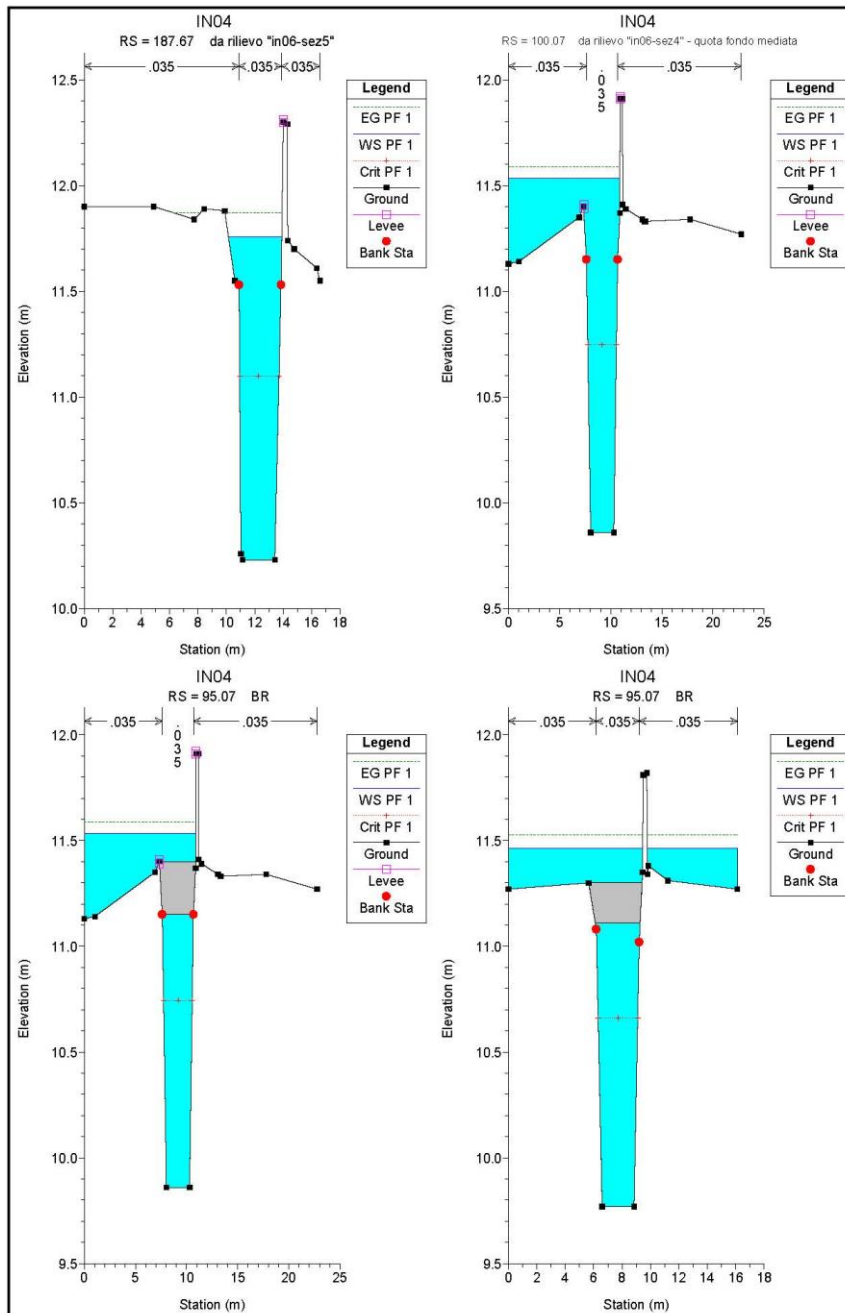 IN04
RS = 187.67 da rilievo "in06-sez5"
.035 .035 .035
Legend
EG PF 1
WS PF 1
Crit PF 1
Ground
Levee
Bank Sta
12.5
12.0
11.5
11.0
10.5
10.0
Elevation (m)
0 2 4 6 8 10 12 14 16 18
Station (m)
IN04
RS = 100.07 da rilievo "in06-sez4" - quota fondo mediata
.035 .035 .035
Legend
EG PF 1
WS PF 1
Crit PF 1
Ground
Levee
Bank Sta
12.0
11.5
11.0
10.5
10.0
9.5
Elevation (m)
0 5 10 15 20 25
Station (m)
IN04
RS = 95.07 BR
.035 .035 .035
Legend
EG PF 1
WS PF 1
Crit PF 1
Ground
Levee
Bank Sta
12.0
11.5
11.0
10.5
10.0
9.5
Elevation (m)
0 5 10 15 20 25
Station (m)
IN04
RS = 95.07 BR
.035 .035 .035
Legend
EG PF 1
WS PF 1
Crit PF 1
Ground
Bank Sta
12.0
11.5
11.0
10.5
10.0
9.5
Elevation (m)
0 2 4 6 8 10 12 14 16 18
Station (m)